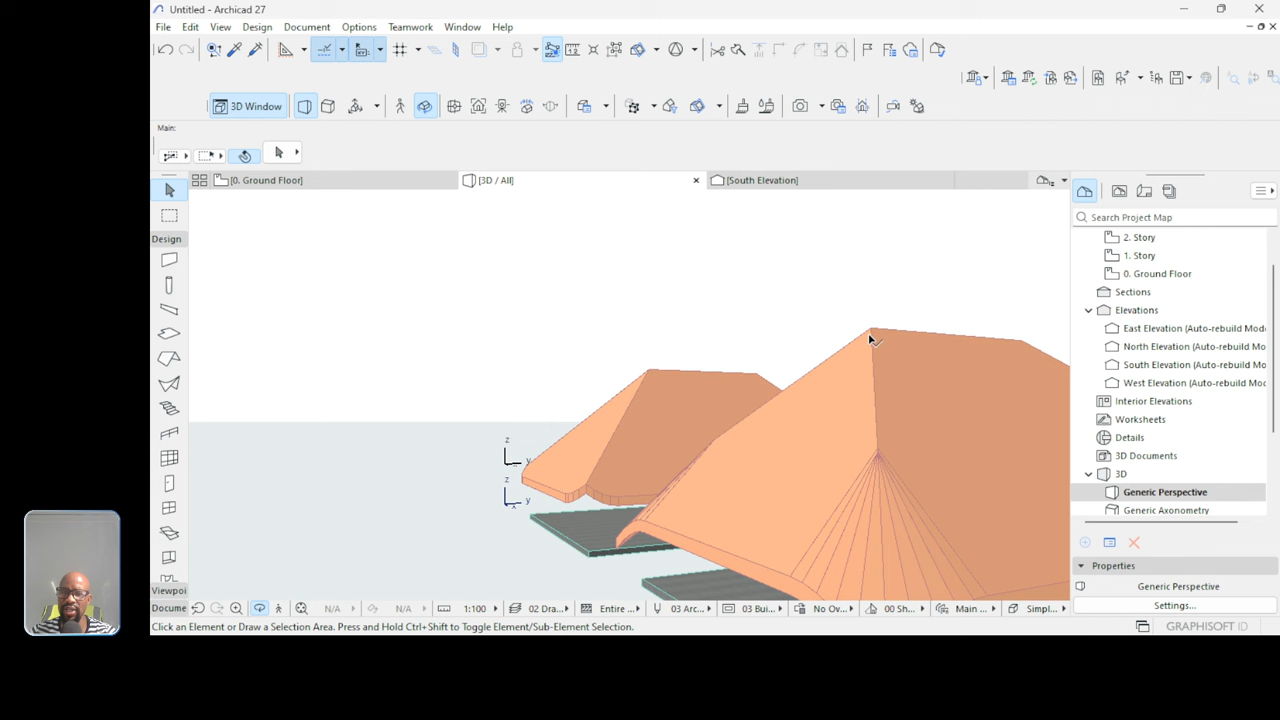 Untitled - Archicad 27
File Edit View Design Document Options Teamwork Window Help
3D Window
Main:
[0. Ground Floor] [3D / All] [South Elevation]
Search Project Map
Design
2. Story
1. Story
0. Ground Floor
Sections
Elevations
East Elevation (Auto-rebuild Mode
North Elevation (Auto-rebuild Mo
South Elevation (Auto-rebuild Mo
West Elevation (Auto-rebuild Moc
Interior Elevations
Worksheets
Details
3D Documents
3D
Generic Perspective
Generic Axonometry
z
y
z
y
x
Properties
Generic Perspective
Settings...
Viewpoi
Docume N/A N/A 1:100 02 Dra... Entire ... 03 Arc... 03 Bui... No Ov... 00 Sh... Main ... Simpl...
Click an Element or Draw a Selection Area. Press and Hold Ctrl+Shift to Toggle Element/Sub-Element Selection.
GRAPHISOFT ID